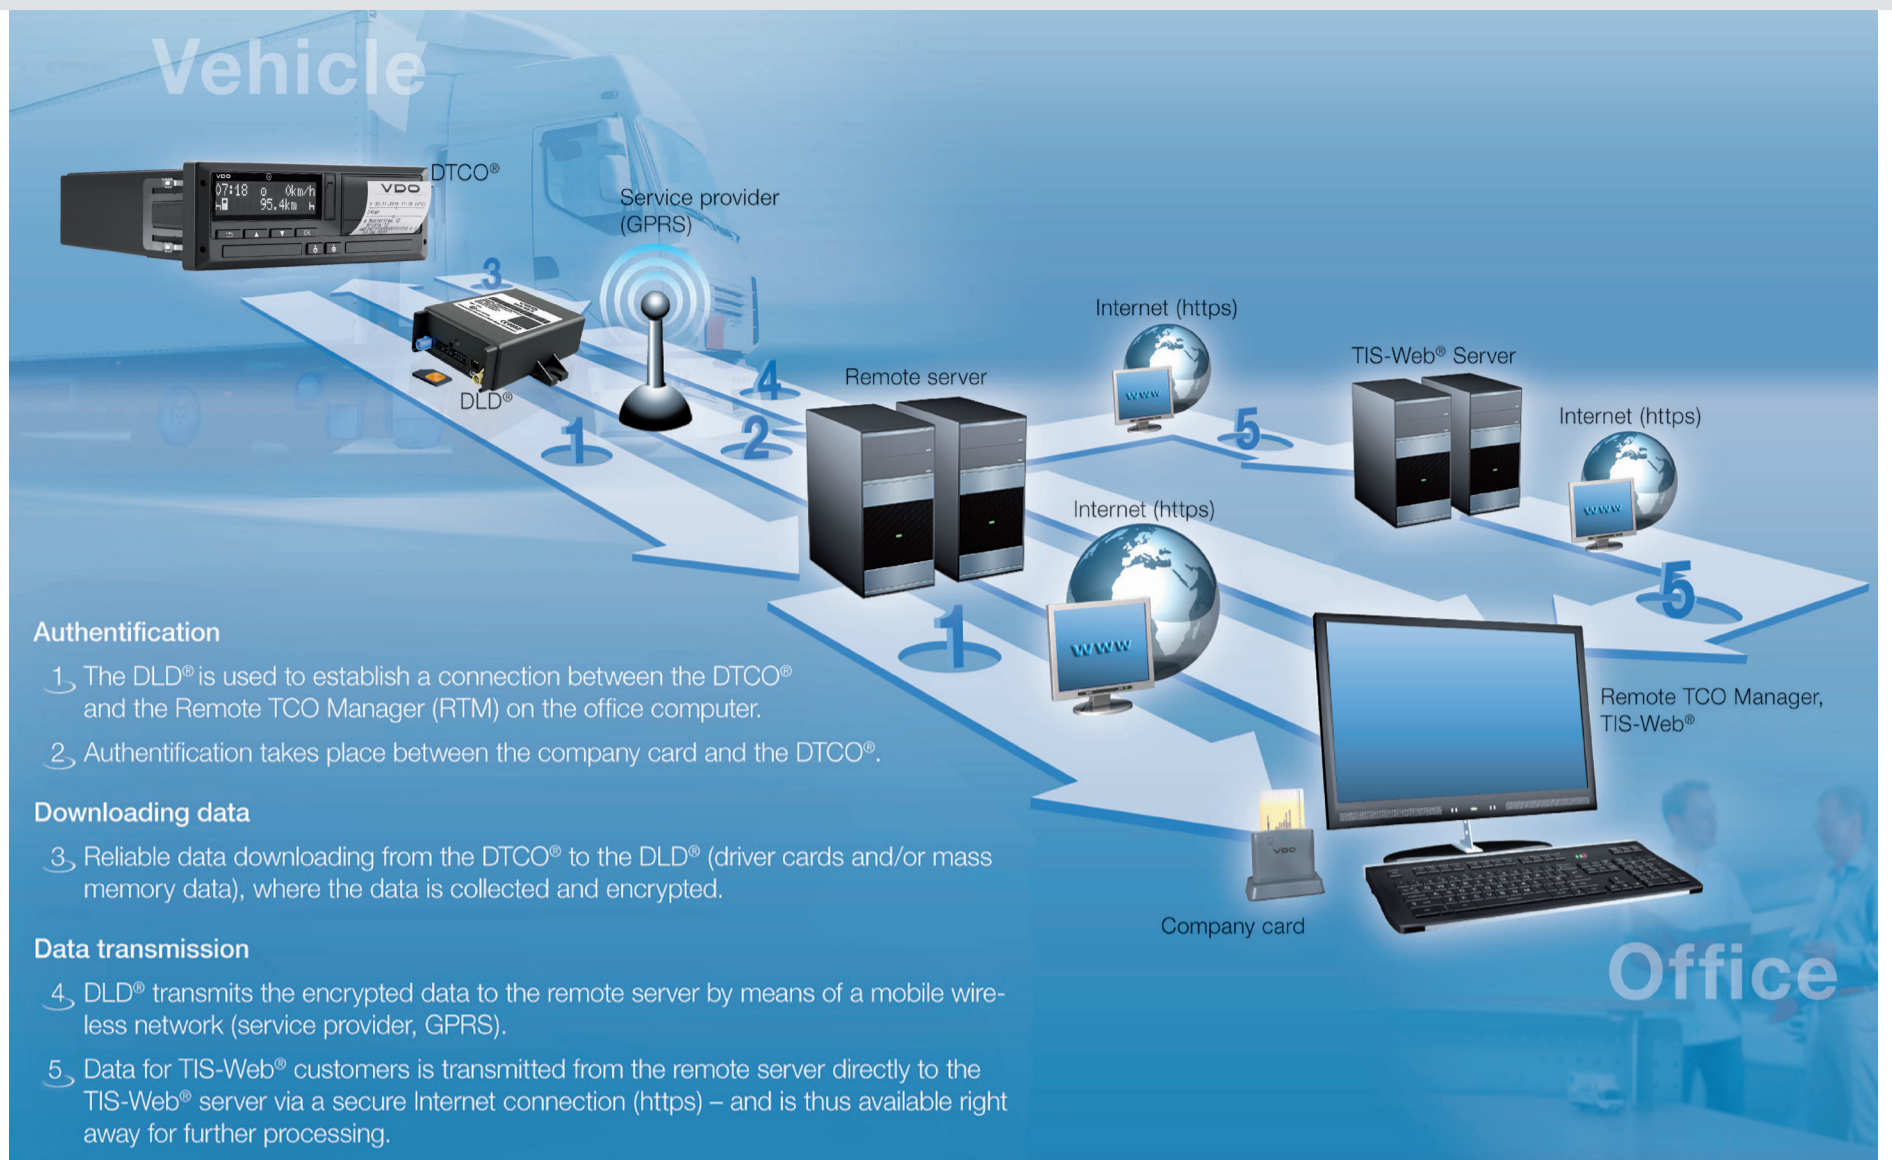 Vehicle
DTCO®
VDO
07:18 0km/h
95.4km
VDO
Service provider
(GPRS)
3
Internet (https)
TIS-Web® Server
4
Remote server
www
DLD®
Internet (https)
1
2
5
www
Internet (https)
5
1
www
Authentification
1 The DLD® is used to establish a connection between the DTCO®
and the Remote TCO Manager (RTM) on the office computer.
2 Authentification takes place between the company card and the DTCO®.
Remote TCO Manager,
TIS-Web®
Downloading data
3 Reliable data downloading from the DTCO® to the DLD® (driver cards and/or mass
memory data), where the data is collected and encrypted.
VDO
Company card
Data transmission
Office
4 DLD® transmits the encrypted data to the remote server by means of a mobile wire-
less network (service provider, GPRS).
5 Data for TIS-Web® customers is transmitted from the remote server directly to the
TIS-Web® server via a secure Internet connection (https) – and is thus available right
away for further processing.